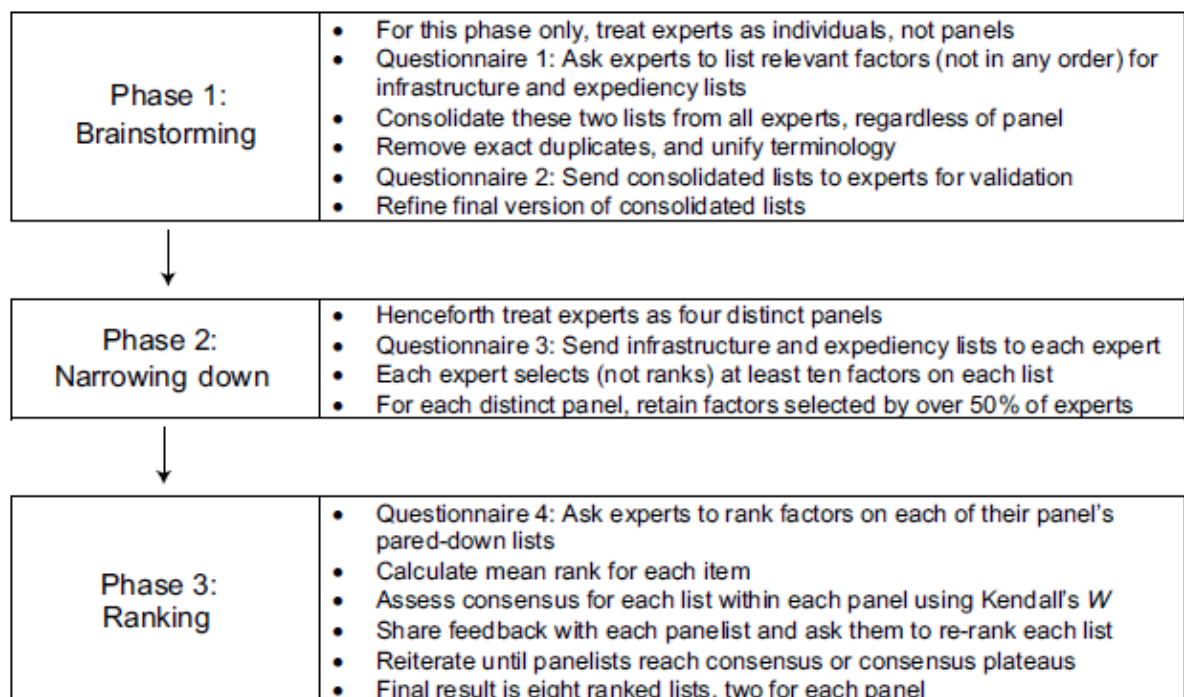 Phase 1:
Brainstorming
• For this phase only, treat experts as individuals, not panels
• Questionnaire 1: Ask experts to list relevant factors (not in any order) for
infrastructure and expediency lists
• Consolidate these two lists from all experts, regardless of panel
• Remove exact duplicates, and unify terminology
• Questionnaire 2: Send consolidated lists to experts for validation
• Refine final version of consolidated lists
Phase 2:
Narrowing down
• Henceforth treat experts as four distinct panels
• Questionnaire 3: Send infrastructure and expediency lists to each expert
• Each expert selects (not ranks) at least ten factors on each list
• For each distinct panel, retain factors selected by over 50% of experts
Phase 3:
Ranking
• Questionnaire 4: Ask experts to rank factors on each of their panel's
pared-down lists
• Calculate mean rank for each item
• Assess consensus for each list within each panel using Kendall's W
• Share feedback with each panelist and ask them to re-rank each list
• Reiterate until panelists reach consensus or consensus plateaus
• Final result is eight ranked lists, two for each panel